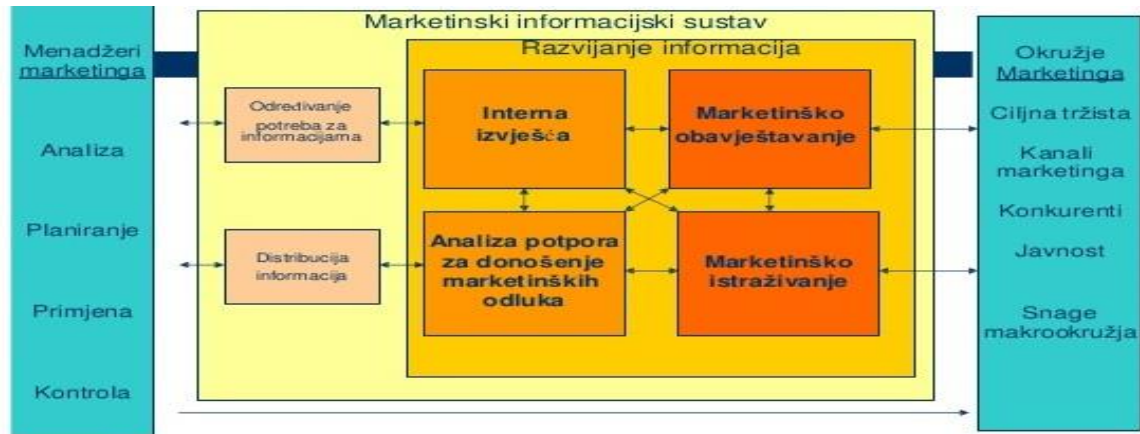 Marketinski informacijski sustav
Menadžeri
marketinga
Analiza
Planiranje
Primjena
Kontrola
Određivanje
potreba za
informacijama
Distribucija
informacija
Razvijanje informacija
Interna
izvješća
Marketinško
obavještavanje
Analiza potpora
za donošenje
marketinških
odluka
Marketinško
istraživanje
Okružje
Marketinga
Ciljna tržista
Kanali
marketinga
Konkurenti
Javnost
Snage
makrookružja